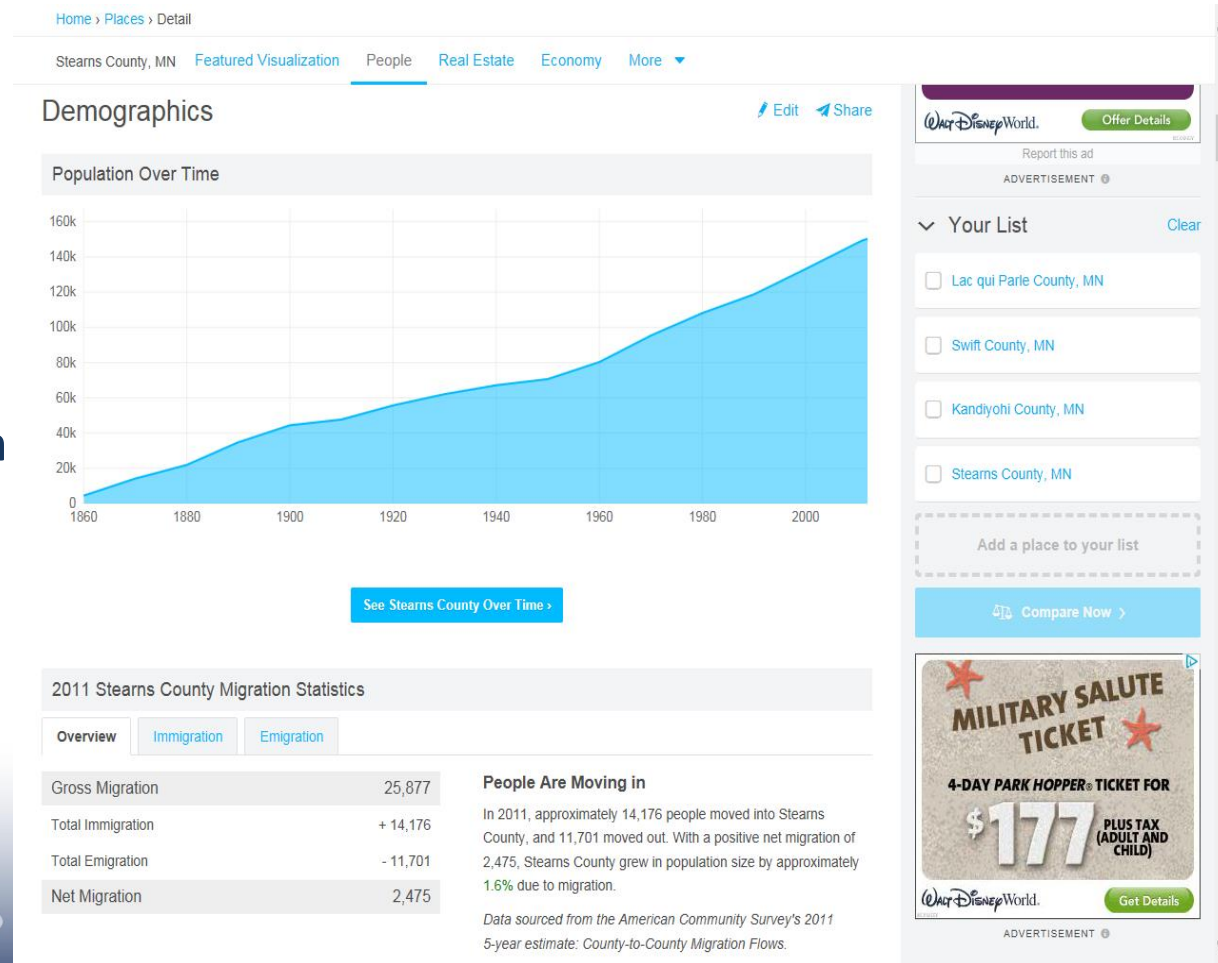 Home › Places › Detail
Stearns County, MN Featured Visualization People Real Estate Economy More
Demographics
Edit Share
Population Over Time
160k
140k
120k
100k
80k
60k
40k
20k
0
1860 1880 1900 1920 1940 1960 1980 2000
See Stearns County Over Time ›
2011 Stearns County Migration Statistics
Overview Immigration Emigration
Gross Migration 25,877
Total Immigration + 14,176
Total Emigration - 11,701
Net Migration 2,475
People Are Moving in
In 2011, approximately 14,176 people moved into Stearns
County, and 11,701 moved out. With a positive net migration of
2,475, Stearns County grew in population size by approximately
1.6% due to migration.
Data sourced from the American Community Survey's 2011
5-year estimate: County-to-County Migration Flows.
Walt Disney World. Offer Details
Report this ad
ADVERTISEMENT
Your List Clear
Lac qui Parle County, MN
Swift County, MN
Kandiyohi County, MN
Stearns County, MN
Add a place to your list
Compare Now
MILITARY SALUTE
TICKET
4-DAY PARK HOPPER® TICKET FOR
$177 PLUS TAX
(ADULT AND
CHILD)
Walt Disney World. Get Details
ADVERTISEMENT